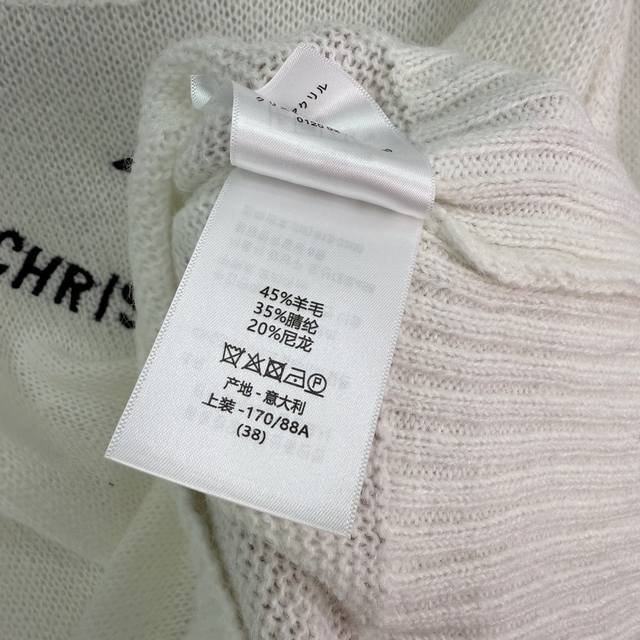 0120
CHRIS
45%羊毛
35%腈纶
20%尼龙
产地 - 意大利
上装 -170/88A
(38)